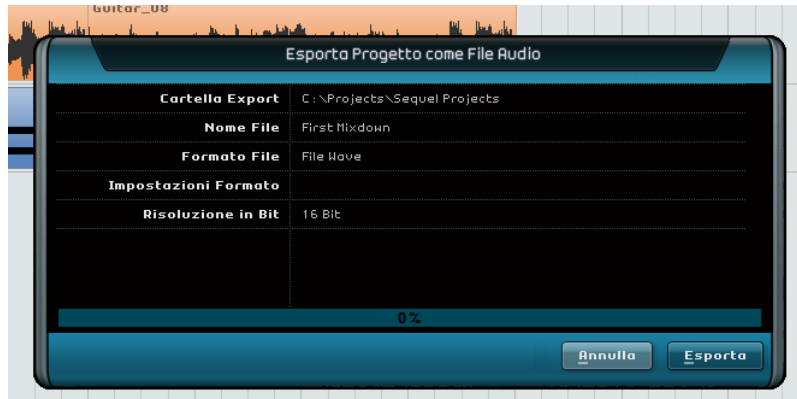 Guitar_08
Esporta Progetto come File Audio
Cartella Export C:\Projects\Sequel Projects
Nome File First Mixdown
Formato File File Wave
Impostazioni Formato
Risoluzione in Bit 16 Bit
0%
Annulla Esporta